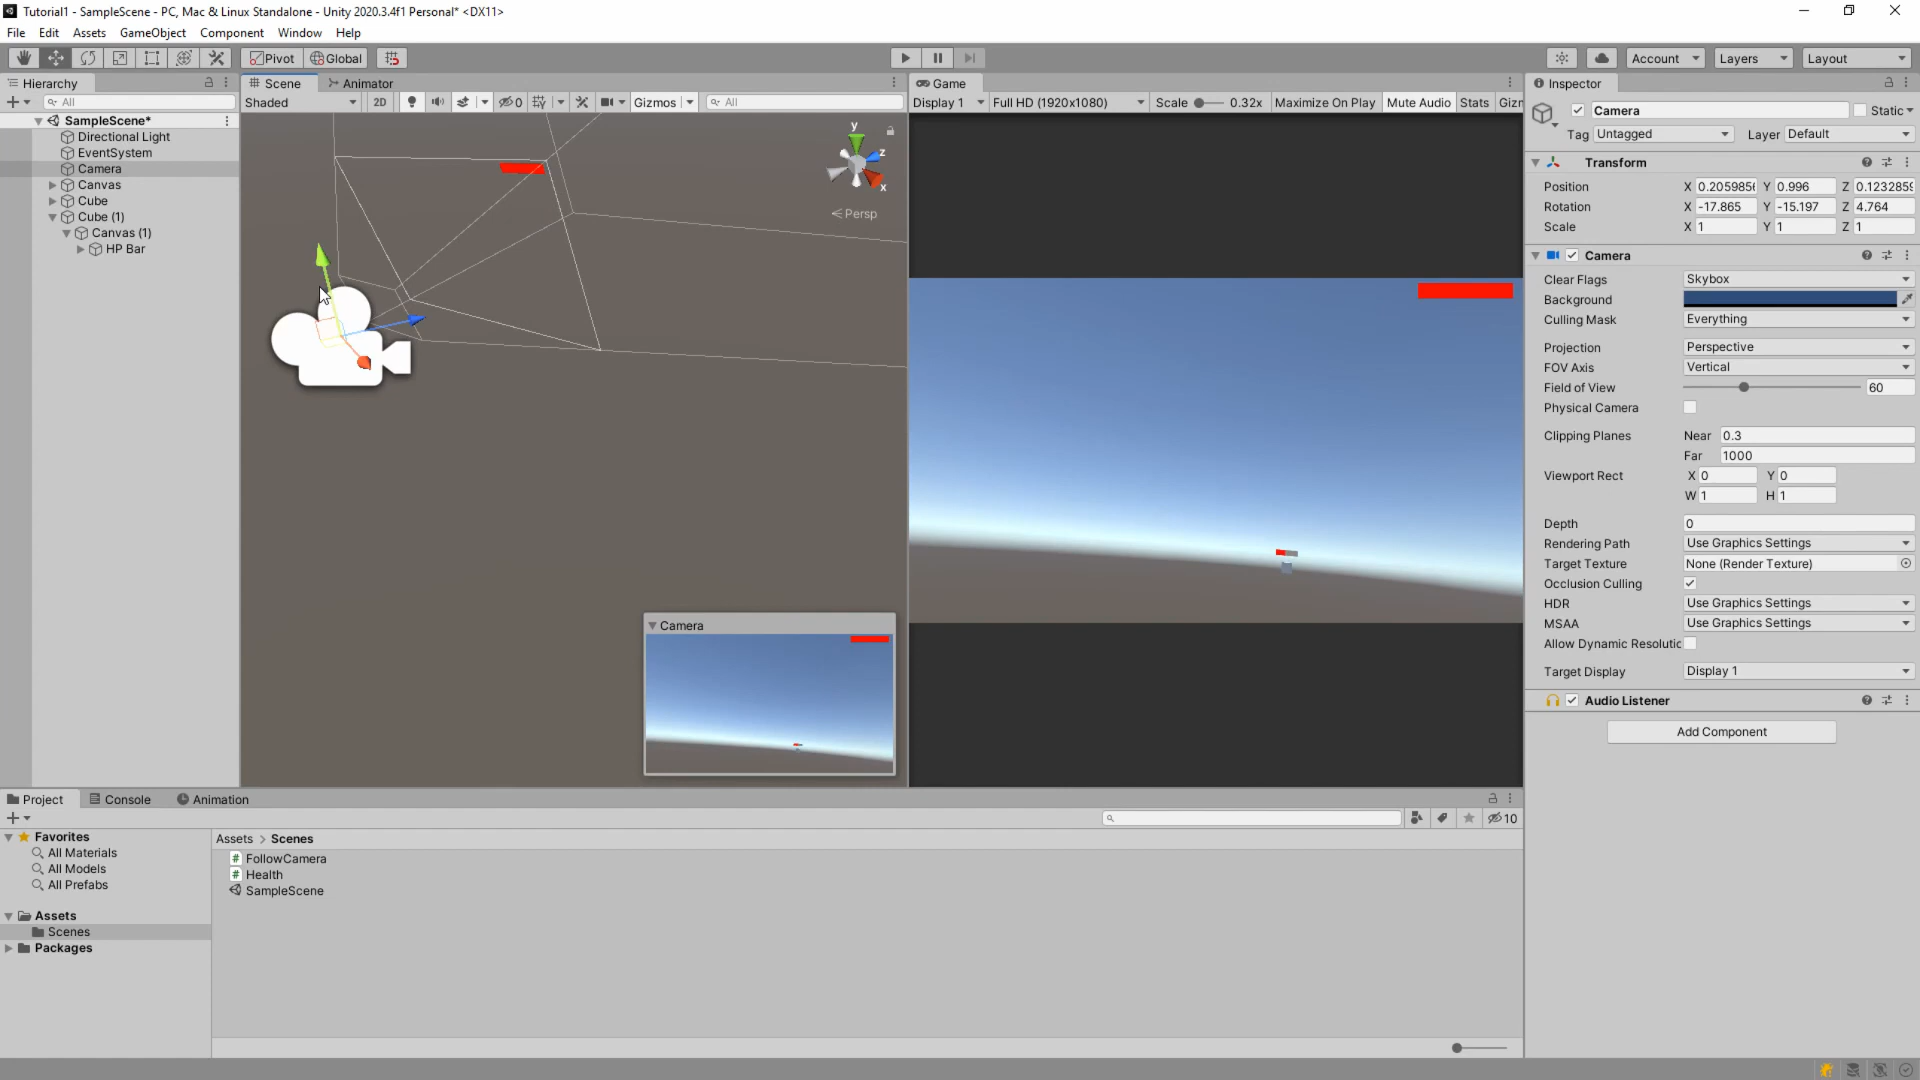 Tutorial1 - SampleScene - PC, Mac & Linux Standalone - Unity 2020.3.4f1 Personal* <DX11>
File Edit Assets GameObject Component Window Help
Pivot Global Account Layers Layout
Hierarchy
All
SampleScene*
Directional Light
EventSystem
Camera
Canvas
Cube
Cube (1)
Canvas (1)
HP Bar
Scene Animator
Shaded 2D 0 Gizmos All
y
z
x
Persp
Camera
Game
Display 1 Full HD (1920x1080) Scale 0.32x Maximize On Play Mute Audio Stats Gizn
Inspector
Camera Static
Tag Untagged Layer Default
Transform
Position X 0.205985 Y 0.996 Z 0.1232859
Rotation X -17.865 Y -15.197 Z 4.764
Scale X 1 Y 1 Z 1
Camera
Clear Flags Skybox
Background
Culling Mask Everything
Projection Perspective
FOV Axis Vertical
Field of View 60
Physical Camera
Clipping Planes Near 0.3
Far 1000
Viewport Rect X 0 Y 0
W 1 H 1
Depth 0
Rendering Path Use Graphics Settings
Target Texture None (Render Texture)
Occlusion Culling
HDR Use Graphics Settings
MSAA Use Graphics Settings
Allow Dynamic Resolutic
Target Display Display 1
Audio Listener
Add Component
Project Console Animation
10
Favorites
All Materials
All Models
All Prefabs
Assets
Scenes
Packages
Assets > Scenes
FollowCamera
Health
SampleScene